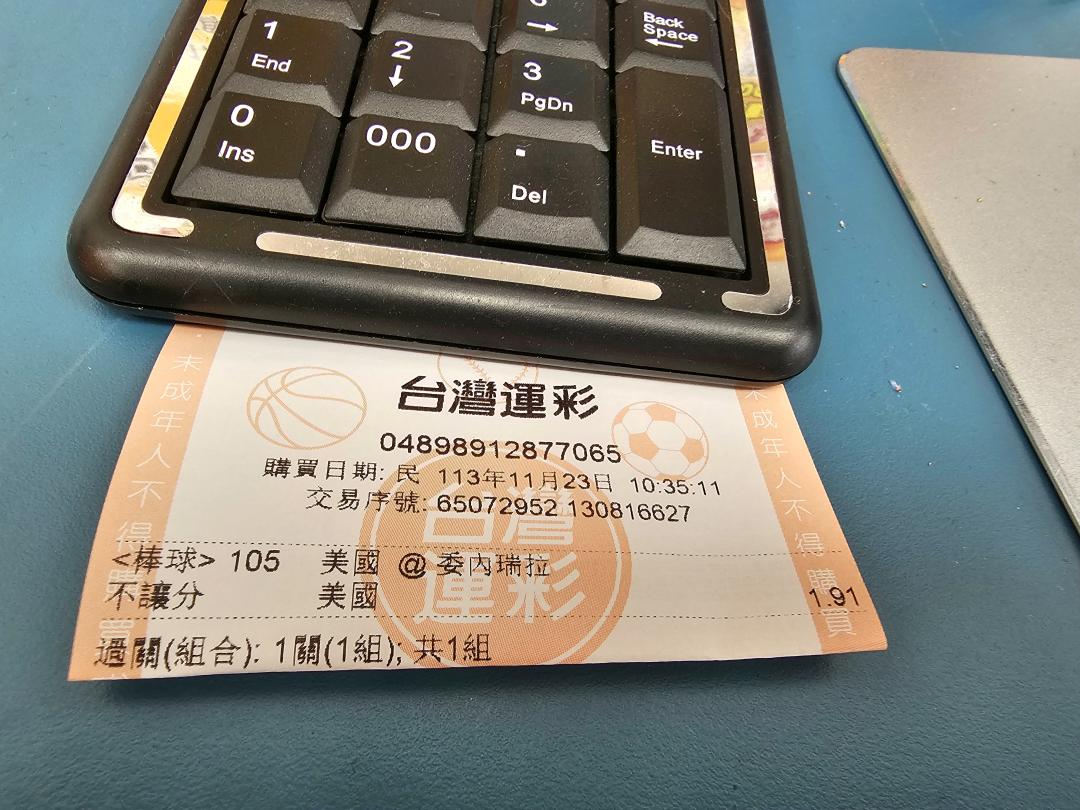 Back
Space
←
1
End
2
↓
→
3
PgDn
0
Ins
000
.
Del
Enter
台灣運彩
04898912877065
購買日期: 民 113年11月23日 10:35:11
交易序號: 65072952 130816627
<棒球> 105 美國 @ 委內瑞拉
不讓分 美國 1.91
過關(組合): 1關(1組); 共1組
未成年人不得購買
未成年人不得購買
台灣運彩